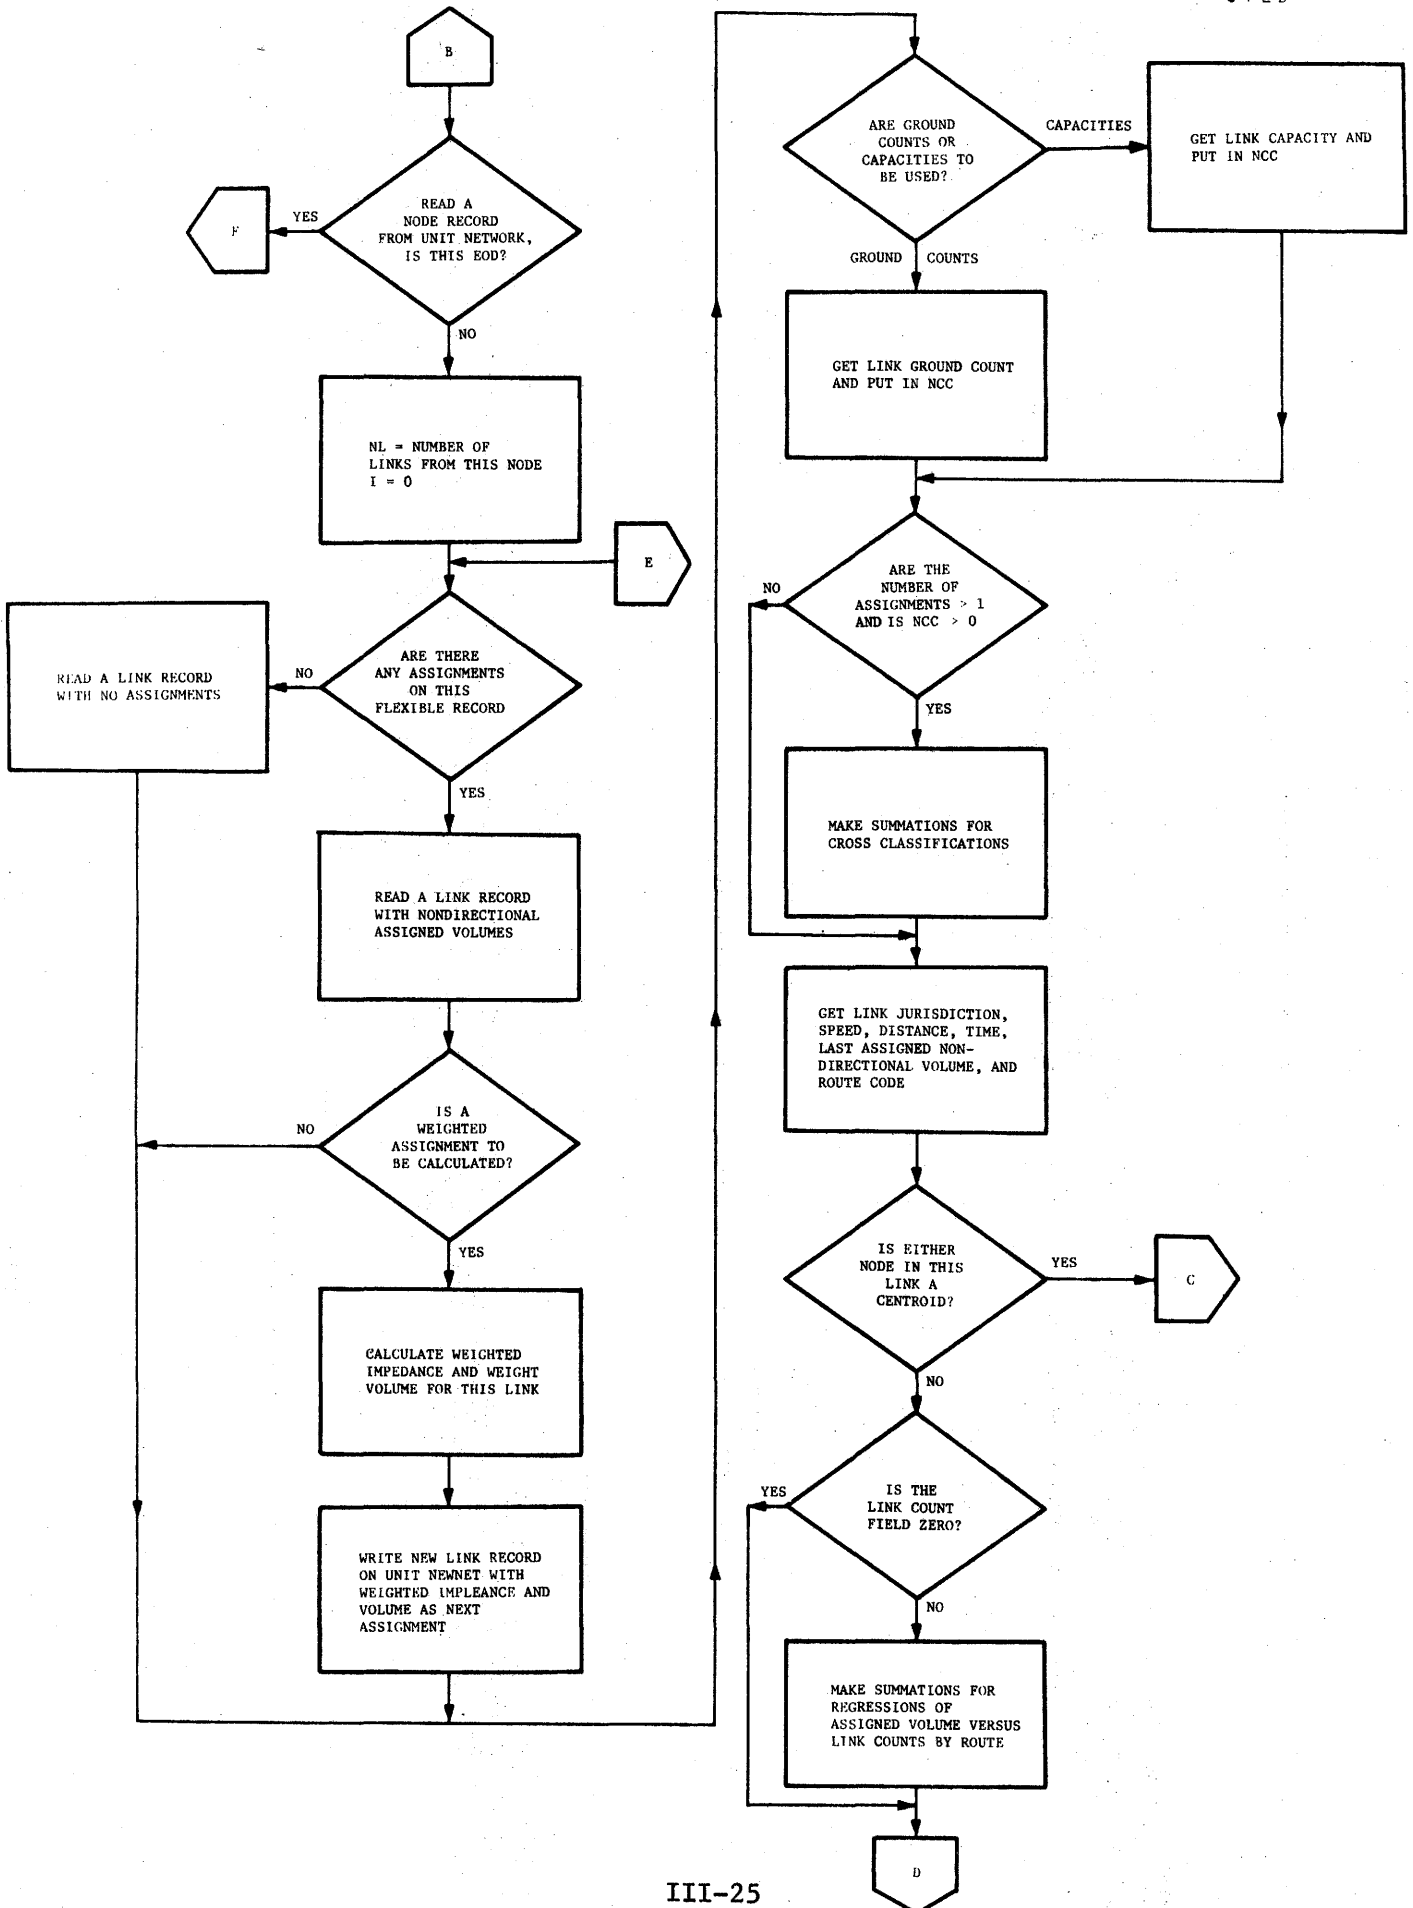 B
READ A
NODE RECORD
FROM UNIT NETWORK,
IS THIS EOD?
YES
F
NO
NL = NUMBER OF
LINKS FROM THIS NODE
I = 0
E
ARE THERE
ANY ASSIGNMENTS
ON THIS
FLEXIBLE RECORD
NO
READ A LINK RECORD
WITH NO ASSIGNMENTS
YES
READ A LINK RECORD
WITH NONDIRECTIONAL
ASSIGNED VOLUMES
IS A
WEIGHTED
ASSIGNMENT TO
BE CALCULATED?
NO
YES
CALCULATE WEIGHTED
IMPEDANCE AND WEIGHT
VOLUME FOR THIS LINK
WRITE NEW LINK RECORD
ON UNIT NEWNET WITH
WEIGHTED IMPLEANCE AND
VOLUME AS NEXT
ASSIGNMENT
ARE GROUND
COUNTS OR
CAPACITIES TO
BE USED?
CAPACITIES
GET LINK CAPACITY AND
PUT IN NCC
GROUND COUNTS
GET LINK GROUND COUNT
AND PUT IN NCC
ARE THE
NUMBER OF
ASSIGNMENTS > 1
AND IS NCC > 0
NO
YES
MAKE SUMMATIONS FOR
CROSS CLASSIFICATIONS
GET LINK JURISDICTION,
SPEED, DISTANCE, TIME,
LAST ASSIGNED NON-
DIRECTIONAL VOLUME, AND
ROUTE CODE
IS EITHER
NODE IN THIS
LINK A
CENTROID?
YES
C
NO
IS THE
LINK COUNT
FIELD ZERO?
YES
NO
MAKE SUMMATIONS FOR
REGRESSIONS OF
ASSIGNED VOLUME VERSUS
LINK COUNTS BY ROUTE
D
III-25